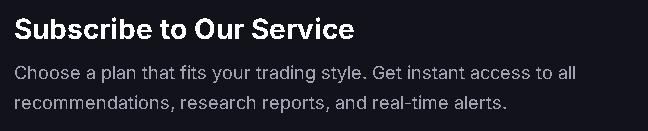 Subscribe to Our Service
Choose a plan that fits your trading style. Get instant access to all
recommendations, research reports, and real-time alerts.